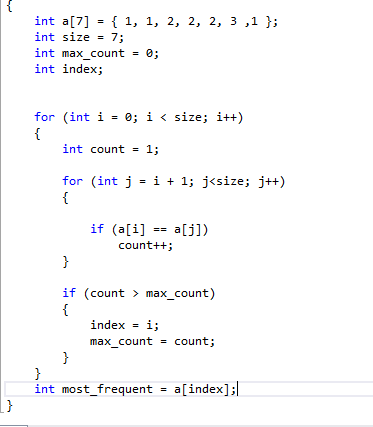 {
    int a[7] = { 1, 1, 2, 2, 2, 3 ,1 };
    int size = 7;
    int max_count = 0;
    int index;
    for (int i = 0; i < size; i++)
    {
        int count = 1;
        for (int j = i + 1; j<size; j++)
        {
            if (a[i] == a[j])
                count++;
        }
        if (count > max_count)
        {
            index = i;
            max_count = count;
        }
    }
    int most_frequent = a[index];
}